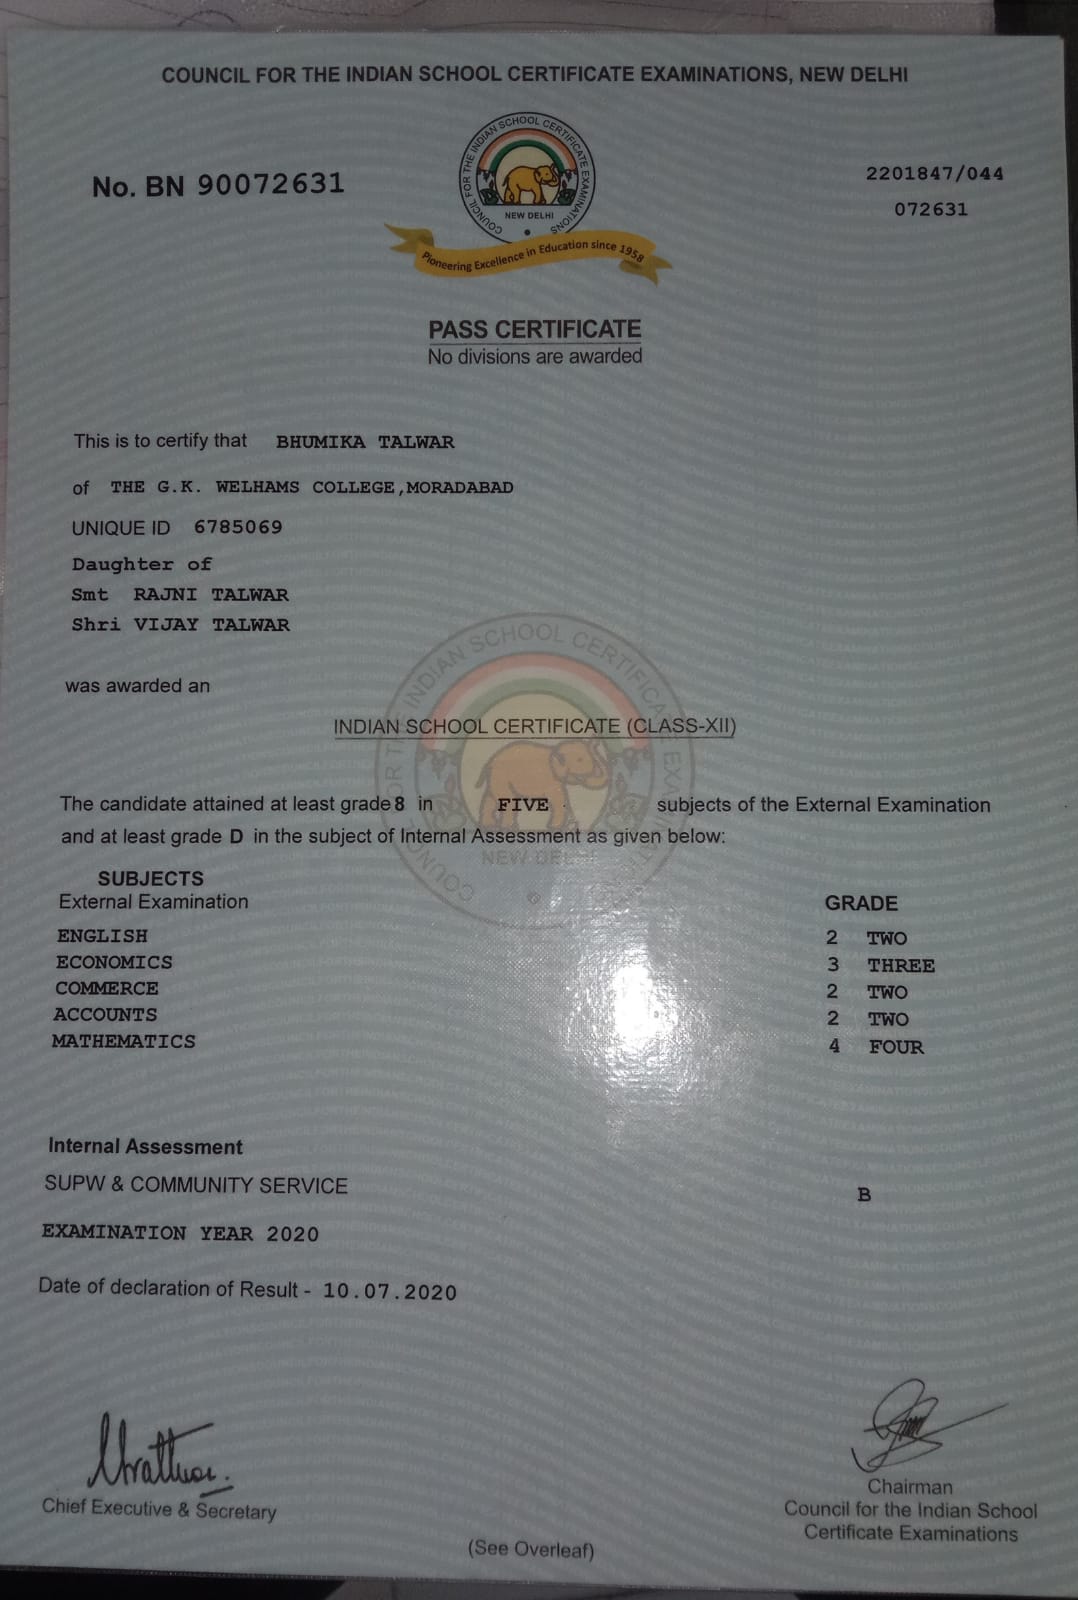 COUNCIL FOR THE INDIAN SCHOOL CERTIFICATE EXAMINATIONS, NEW DELHI
No. BN 90072631
COUNCIL FOR THE INDIAN SCHOOL CERTIFICATE EXAMINATIONS
NEW DELHI
Pioneering Excellence in Education since 1958
2201847/044
072631
PASS CERTIFICATE
No divisions are awarded
This is to certify that BHUMIKA TALWAR
of THE G.K. WELHAMS COLLEGE,MORADABAD
UNIQUE ID 6785069
Daughter of
Smt RAJNI TALWAR
Shri VIJAY TALWAR
was awarded an
INDIAN SCHOOL CERTIFICATE (CLASS-XII)
The candidate attained at least grade 8 in FIVE subjects of the External Examination
and at least grade D in the subject of Internal Assessment as given below:
SUBJECTS
External Examination GRADE
ENGLISH 2 TWO
ECONOMICS 3 THREE
COMMERCE 2 TWO
ACCOUNTS 2 TWO
MATHEMATICS 4 FOUR
Internal Assessment
SUPW & COMMUNITY SERVICE B
EXAMINATION YEAR 2020
Date of declaration of Result - 10.07.2020
Chief Executive & Secretary
Chairman
Council for the Indian School
Certificate Examinations
(See Overleaf)